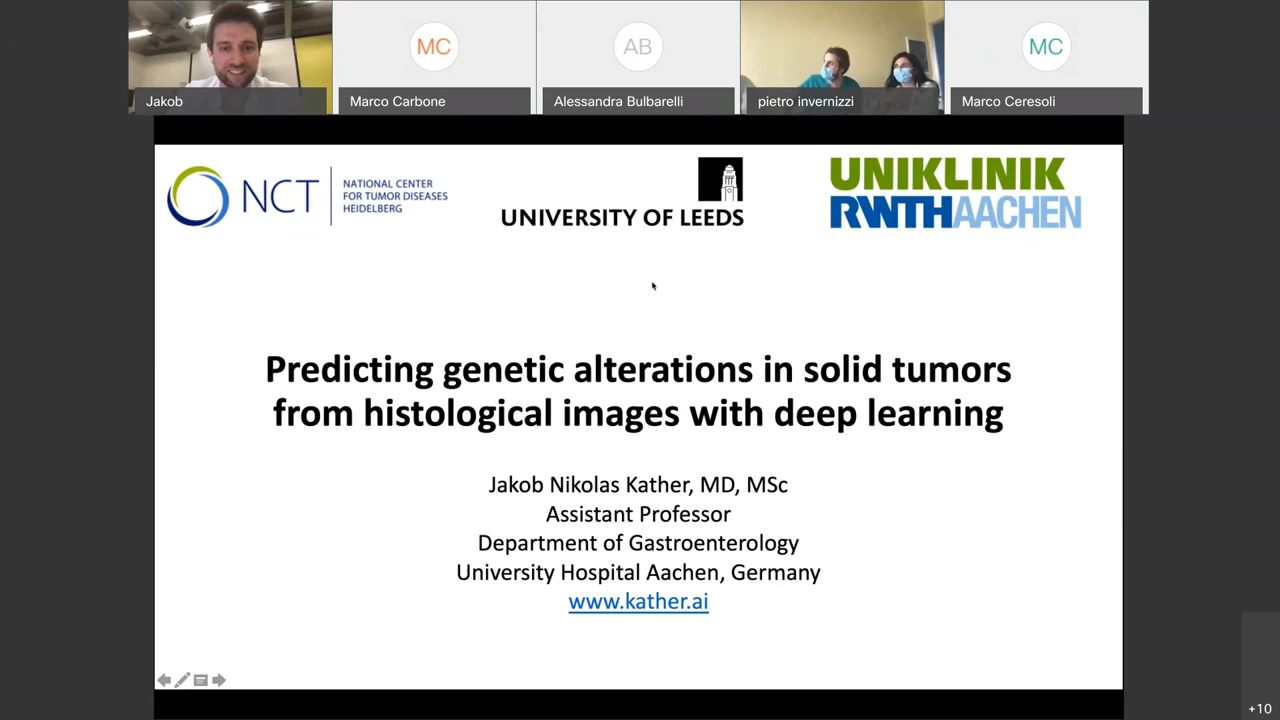 MC
AB
MC
Jakob
Marco Carbone
Alessandra Bulbarelli
pietro invernizzi
Marco Ceresoli
NCT
NATIONAL CENTER
FOR TUMOR DISEASES
HEIDELBERG
UNIVERSITY OF LEEDS
UNIKLINIK
RWTHAACHEN
Predicting genetic alterations in solid tumors
from histological images with deep learning
Jakob Nikolas Kather, MD, MSc
Assistant Professor
Department of Gastroenterology
University Hospital Aachen, Germany
www.kather.ai
+10